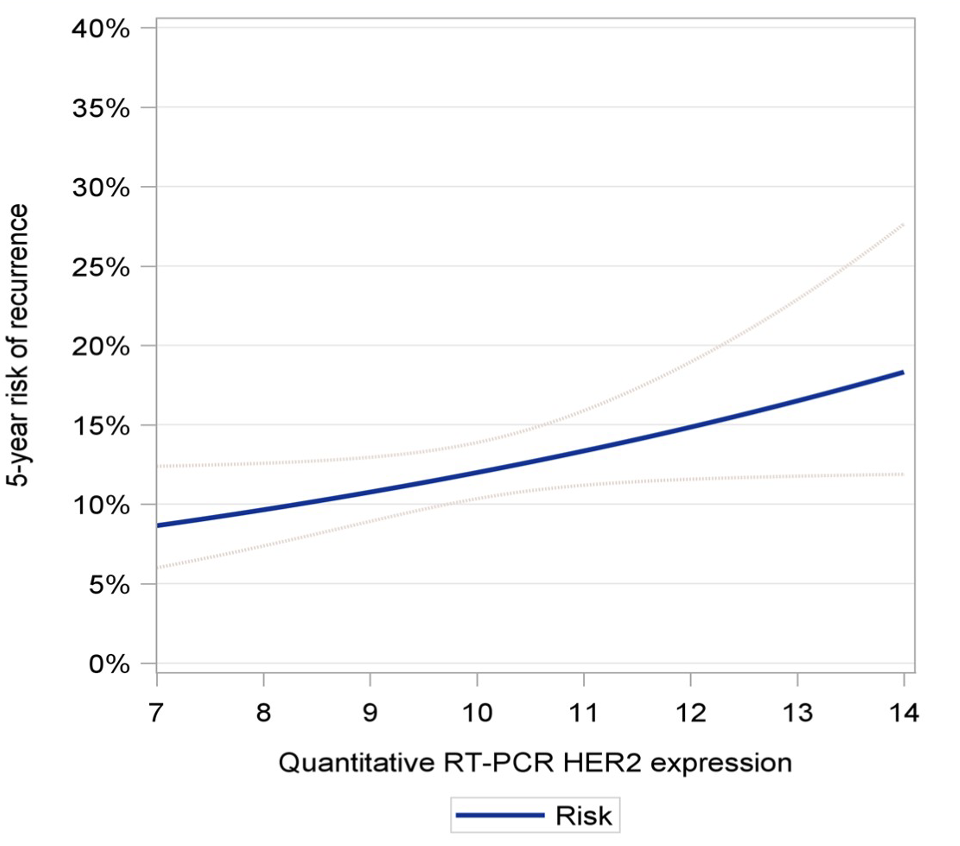 40%
35%
30%
25%
20%
15%
10%
5%
0%
5-year risk of recurrence
7 8 9 10 11 12 13 14
Quantitative RT-PCR HER2 expression
Risk